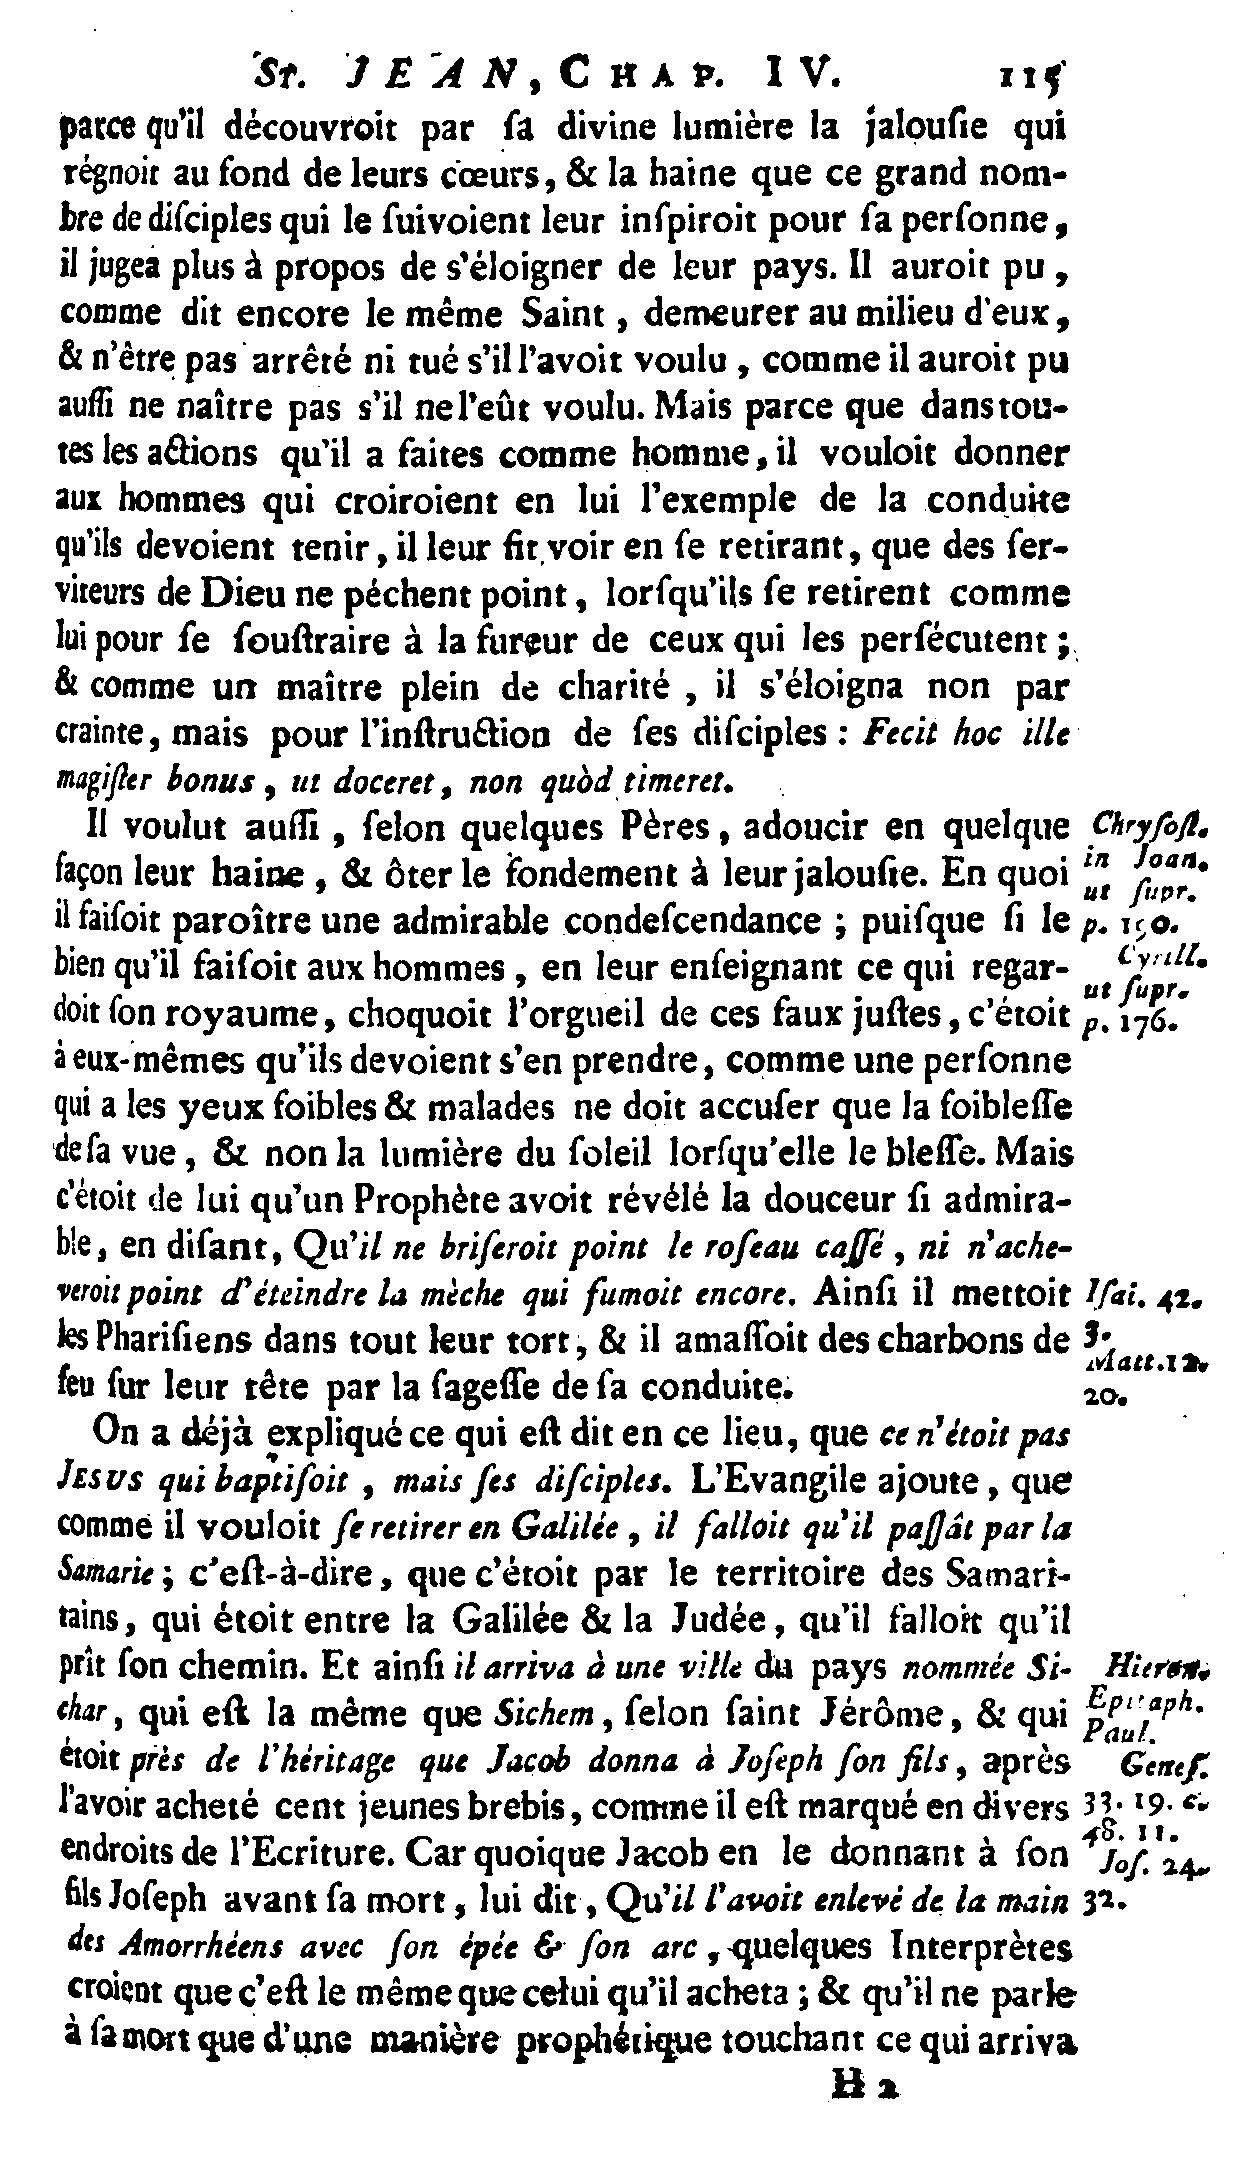 St. JEAN, CHAP. IV. 115
parce qu'il découvroit par ſa divine lumière la jalouſie qui
régnoit au fond de leurs cœurs, & la haine que ce grand nom-
bre de diſciples qui le ſuivoient leur inſpiroit pour ſa perſonne,
il jugea plus à propos de s'éloigner de leur pays. Il auroit pu,
comme dit encore le même Saint, demeurer au milieu d'eux,
& n'être pas arrêté ni tué s'il l'avoit voulu, comme il auroit pu
auſſi ne naître pas s'il ne l'eût voulu. Mais parce que dans tou-
tes les actions qu'il a faites comme homme, il vouloit donner
aux hommes qui croiroient en lui l'exemple de la conduite
qu'ils devoient tenir, il leur fit voir en ſe retirant, que des ſer-
viteurs de Dieu ne péchent point, lorſqu'ils ſe retirent comme
lui pour ſe ſouſtraire à la fureur de ceux qui les perſécutent;
& comme un maître plein de charité, il s'éloigna non par
crainte, mais pour l'inſtruction de ſes diſciples: Fecit hoc ille
magiſter bonus, ut doceret, non quòd timeret.
Il voulut auſſi, ſelon quelques Pères, adoucir en quelque
façon leur haine, & ôter le fondement à leur jalouſie. En quoi
il faiſoit paroître une admirable condeſcendance; puiſque ſi le
bien qu'il faiſoit aux hommes, en leur enſeignant ce qui regar-
doit ſon royaume, choquoit l'orgueil de ces faux juſtes, c'étoit
à eux-mêmes qu'ils devoient s'en prendre, comme une perſonne
qui a les yeux foibles & malades ne doit accuſer que la foibleſſe
de ſa vue, & non la lumière du ſoleil lorſqu'elle le bleſſe. Mais
c'étoit de lui qu'un Prophète avoit révélé la douceur ſi admira-
ble, en diſant, Qu'il ne briſeroit point le roſeau caſſé, ni n'ache-
veroit point d'éteindre la mèche qui fumoit encore. Ainſi il mettoit
les Phariſiens dans tout leur tort, & il amaſſoit des charbons de
feu ſur leur tête par la ſageſſe de ſa conduite.
On a déjà expliqué ce qui eſt dit en ce lieu, que ce n'étoit pas
JESUS qui baptiſoit, mais ſes diſciples. L'Evangile ajoute, que
comme il vouloit ſe retirer en Galilée, il falloit qu'il paſſât par la
Samarie; c'eſt-à-dire, que c'étoit par le territoire des Samari-
tains, qui étoit entre la Galilée & la Judée, qu'il falloit qu'il
prît ſon chemin. Et ainſi il arriva à une ville du pays nommée Si-
char, qui eſt la même que Sichem, ſelon ſaint Jérôme, & qui
étoit près de l'héritage que Jacob donna à Joſeph ſon fils, après
l'avoir acheté cent jeunes brebis, comme il eſt marqué en divers
endroits de l'Ecriture. Car quoique Jacob en le donnant à ſon
fils Joſeph avant ſa mort, lui dit, Qu'il l'avoit enlevé de la main
des Amorrhéens avec ſon épée & ſon arc, quelques Interprètes
croient que c'eſt le même que celui qu'il acheta; & qu'il ne parle
à ſa mort que d'une manière prophétique touchant ce qui arriva
H 2
Chryſoſt.
in Joan.
ut ſupr.
p. 190.
Cyrill.
ut ſupr.
p. 176.
Iſai. 42.
3.
Matt. 12.
20.
Hieron.
Epitaph.
Paul.
Geneſ.
33. 19. c.
48. 11.
Joſ. 24.
32.